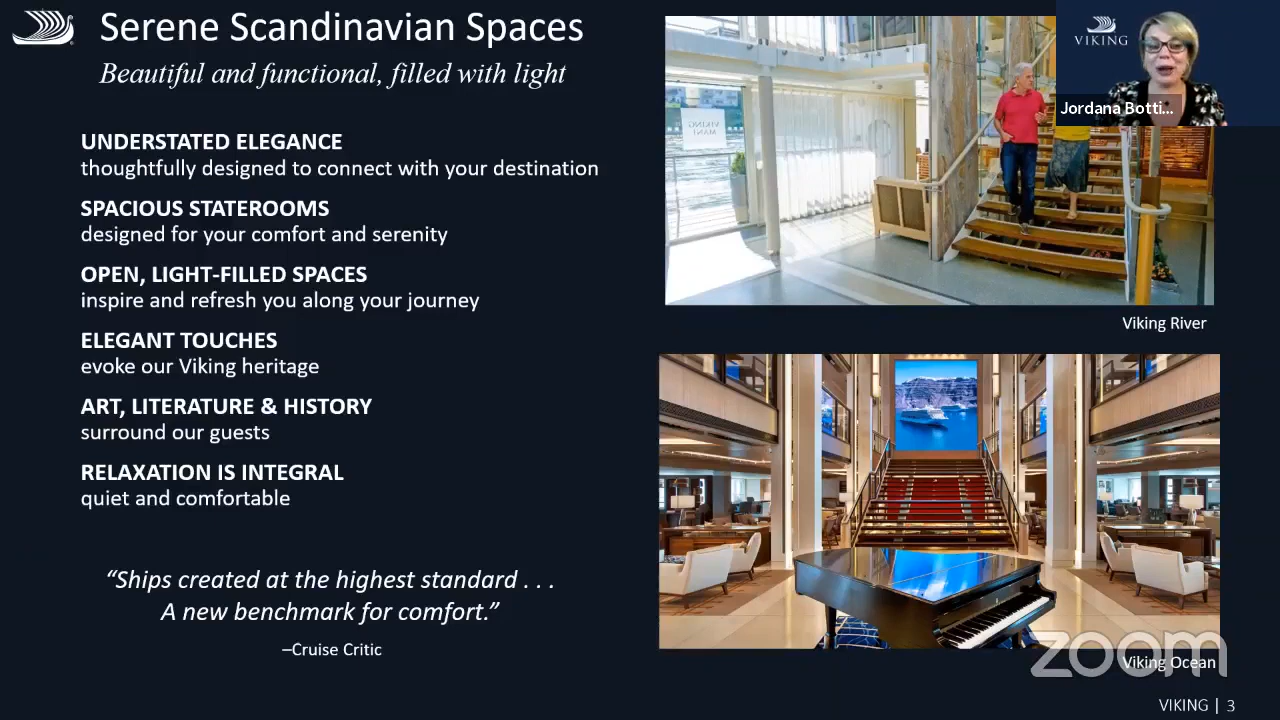 Serene Scandinavian Spaces
Beautiful and functional, filled with light
UNDERSTATED ELEGANCE
thoughtfully designed to connect with your destination
SPACIOUS STATEROOMS
designed for your comfort and serenity
OPEN, LIGHT-FILLED SPACES
inspire and refresh you along your journey
ELEGANT TOUCHES
evoke our Viking heritage
ART, LITERATURE & HISTORY
surround our guests
RELAXATION IS INTEGRAL
quiet and comfortable
“Ships created at the highest standard . . .
A new benchmark for comfort.”
–Cruise Critic
VIKING
MANI
VIKING
Jordana Botti...
Viking River
zoom
Viking Ocean
VIKING | 3